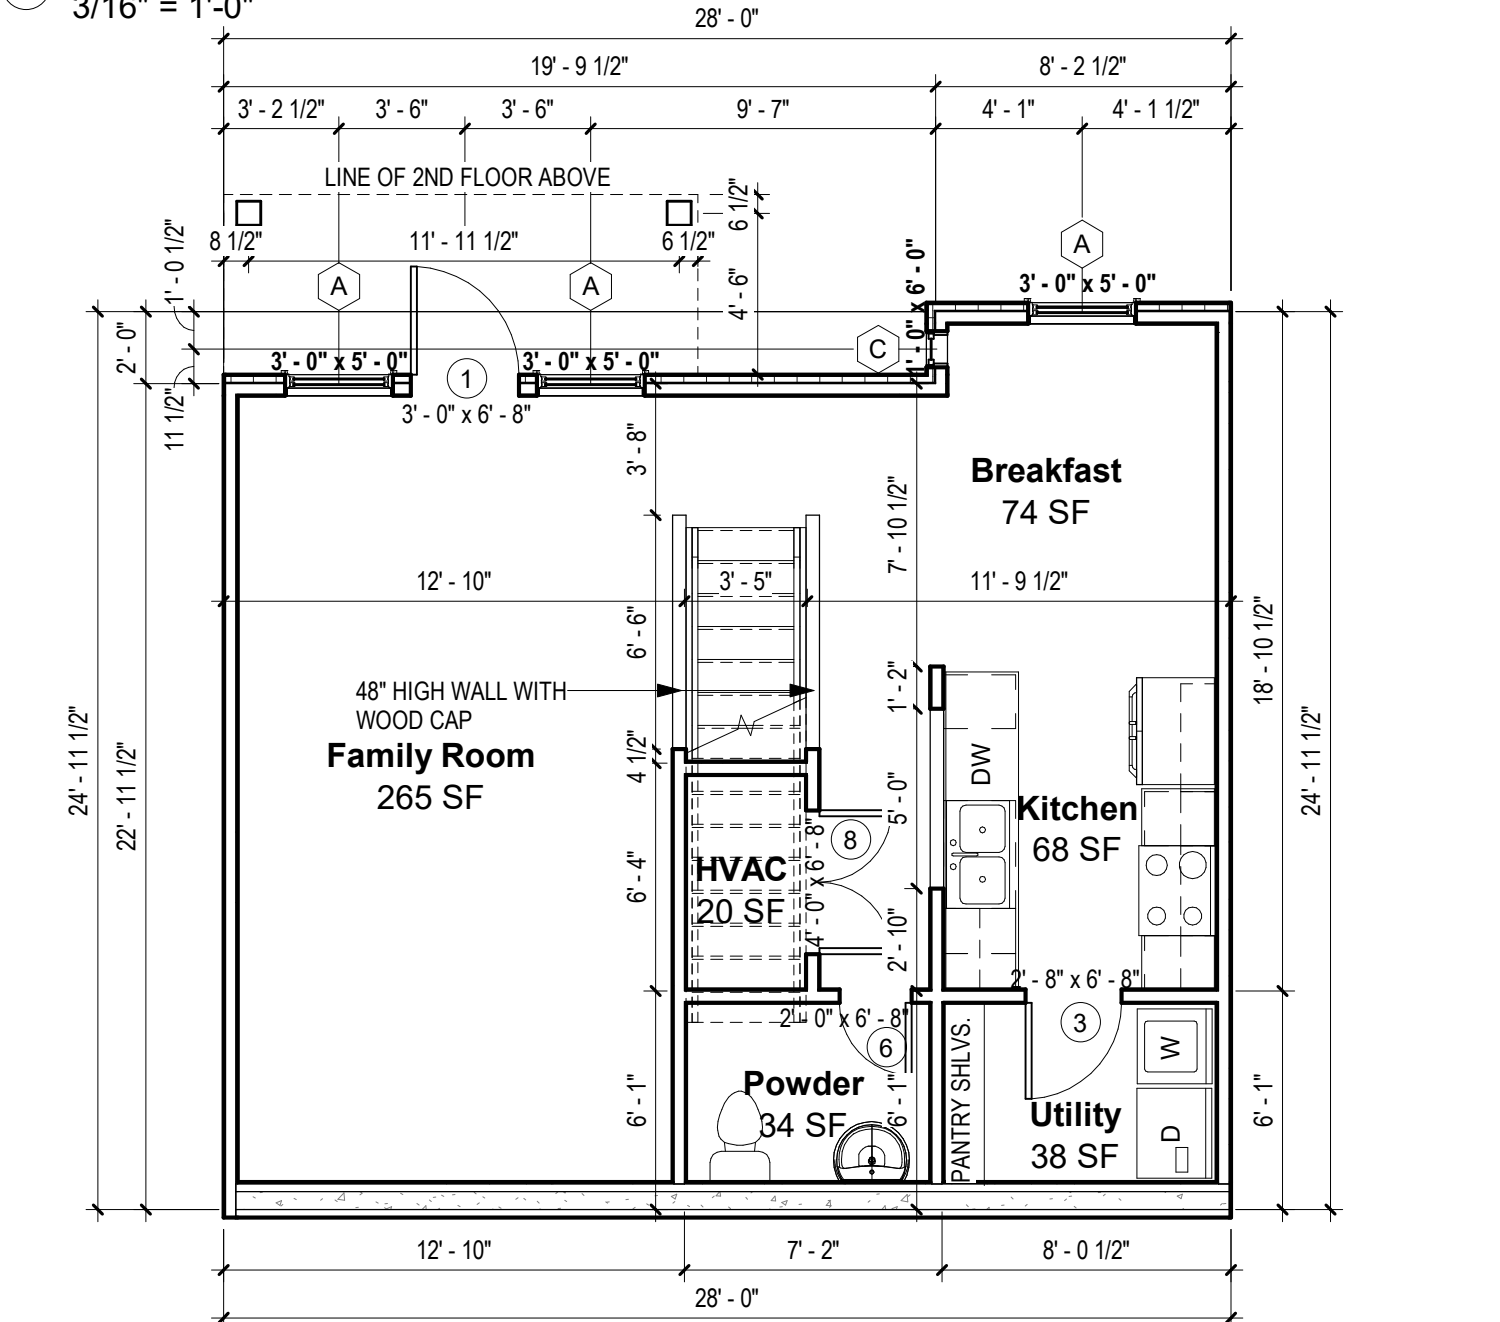 3/16" = 1'-0"
28' - 0"
19' - 9 1/2"
8' - 2 1/2"
3' - 2 1/2"
3' - 6"
3' - 6"
9' - 7"
4' - 1"
4' - 1 1/2"
LINE OF 2ND FLOOR ABOVE
6 1/2"
8 1/2"
11' - 11 1/2"
6 1/2"
1' - 0 1/2"
A
A
A
4' - 6"
1' - 0" x 6' - 0"
3' - 0" x 5' - 0"
2' - 0"
C
3' - 0" x 5' - 0"
3' - 0" x 5' - 0"
1
3' - 0" x 6' - 8"
11 1/2"
3' - 8"
Breakfast
74 SF
7' - 10 1/2"
12' - 10"
3' - 5"
11' - 9 1/2"
6' - 6"
18' - 10 1/2"
48" HIGH WALL WITH
WOOD CAP
1' - 2"
Family Room
265 SF
4 1/2"
DW
24' - 11 1/2"
22' - 11 1/2"
24' - 11 1/2"
5' - 0"
Kitchen
68 SF
8
4' - 0" x 6' - 8"
HVAC
20 SF
6' - 4"
2' - 10"
2' - 8" x 6' - 8"
2' - 0" x 6' - 8"
3
6
W
Powder
34 SF
6' - 1"
6' - 1"
PANTRY SHLVS.
Utility
38 SF
D
6' - 1"
12' - 10"
7' - 2"
8' - 0 1/2"
28' - 0"